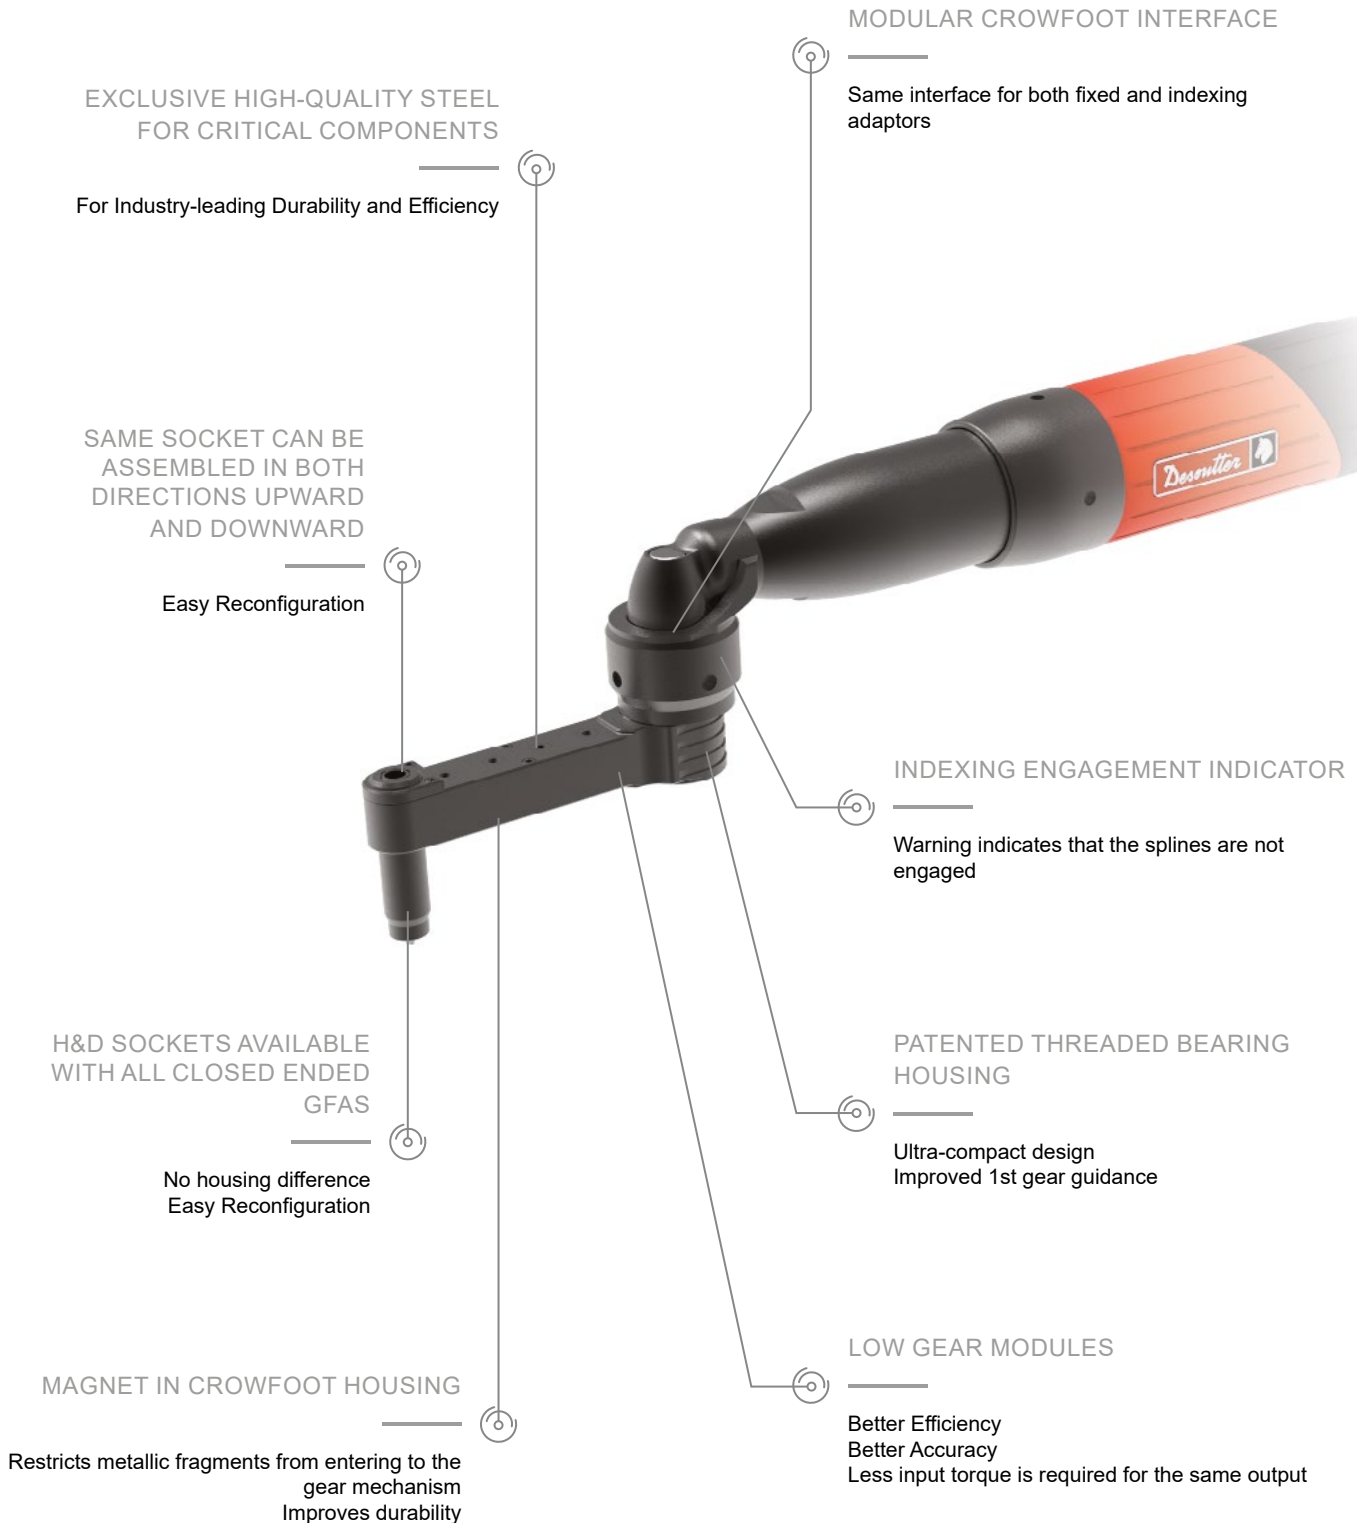 MODULAR CROWFOOT INTERFACE
Same interface for both fixed and indexing
adaptors
EXCLUSIVE HIGH-QUALITY STEEL
FOR CRITICAL COMPONENTS
For Industry-leading Durability and Efficiency
SAME SOCKET CAN BE
ASSEMBLED IN BOTH
DIRECTIONS UPWARD
AND DOWNWARD
Easy Reconfiguration
Desoutter
INDEXING ENGAGEMENT INDICATOR
Warning indicates that the splines are not
engaged
H&D SOCKETS AVAILABLE
WITH ALL CLOSED ENDED
GFAS
No housing difference
Easy Reconfiguration
PATENTED THREADED BEARING
HOUSING
Ultra-compact design
Improved 1st gear guidance
MAGNET IN CROWFOOT HOUSING
Restricts metallic fragments from entering to the
gear mechanism
Improves durability
LOW GEAR MODULES
Better Efficiency
Better Accuracy
Less input torque is required for the same output